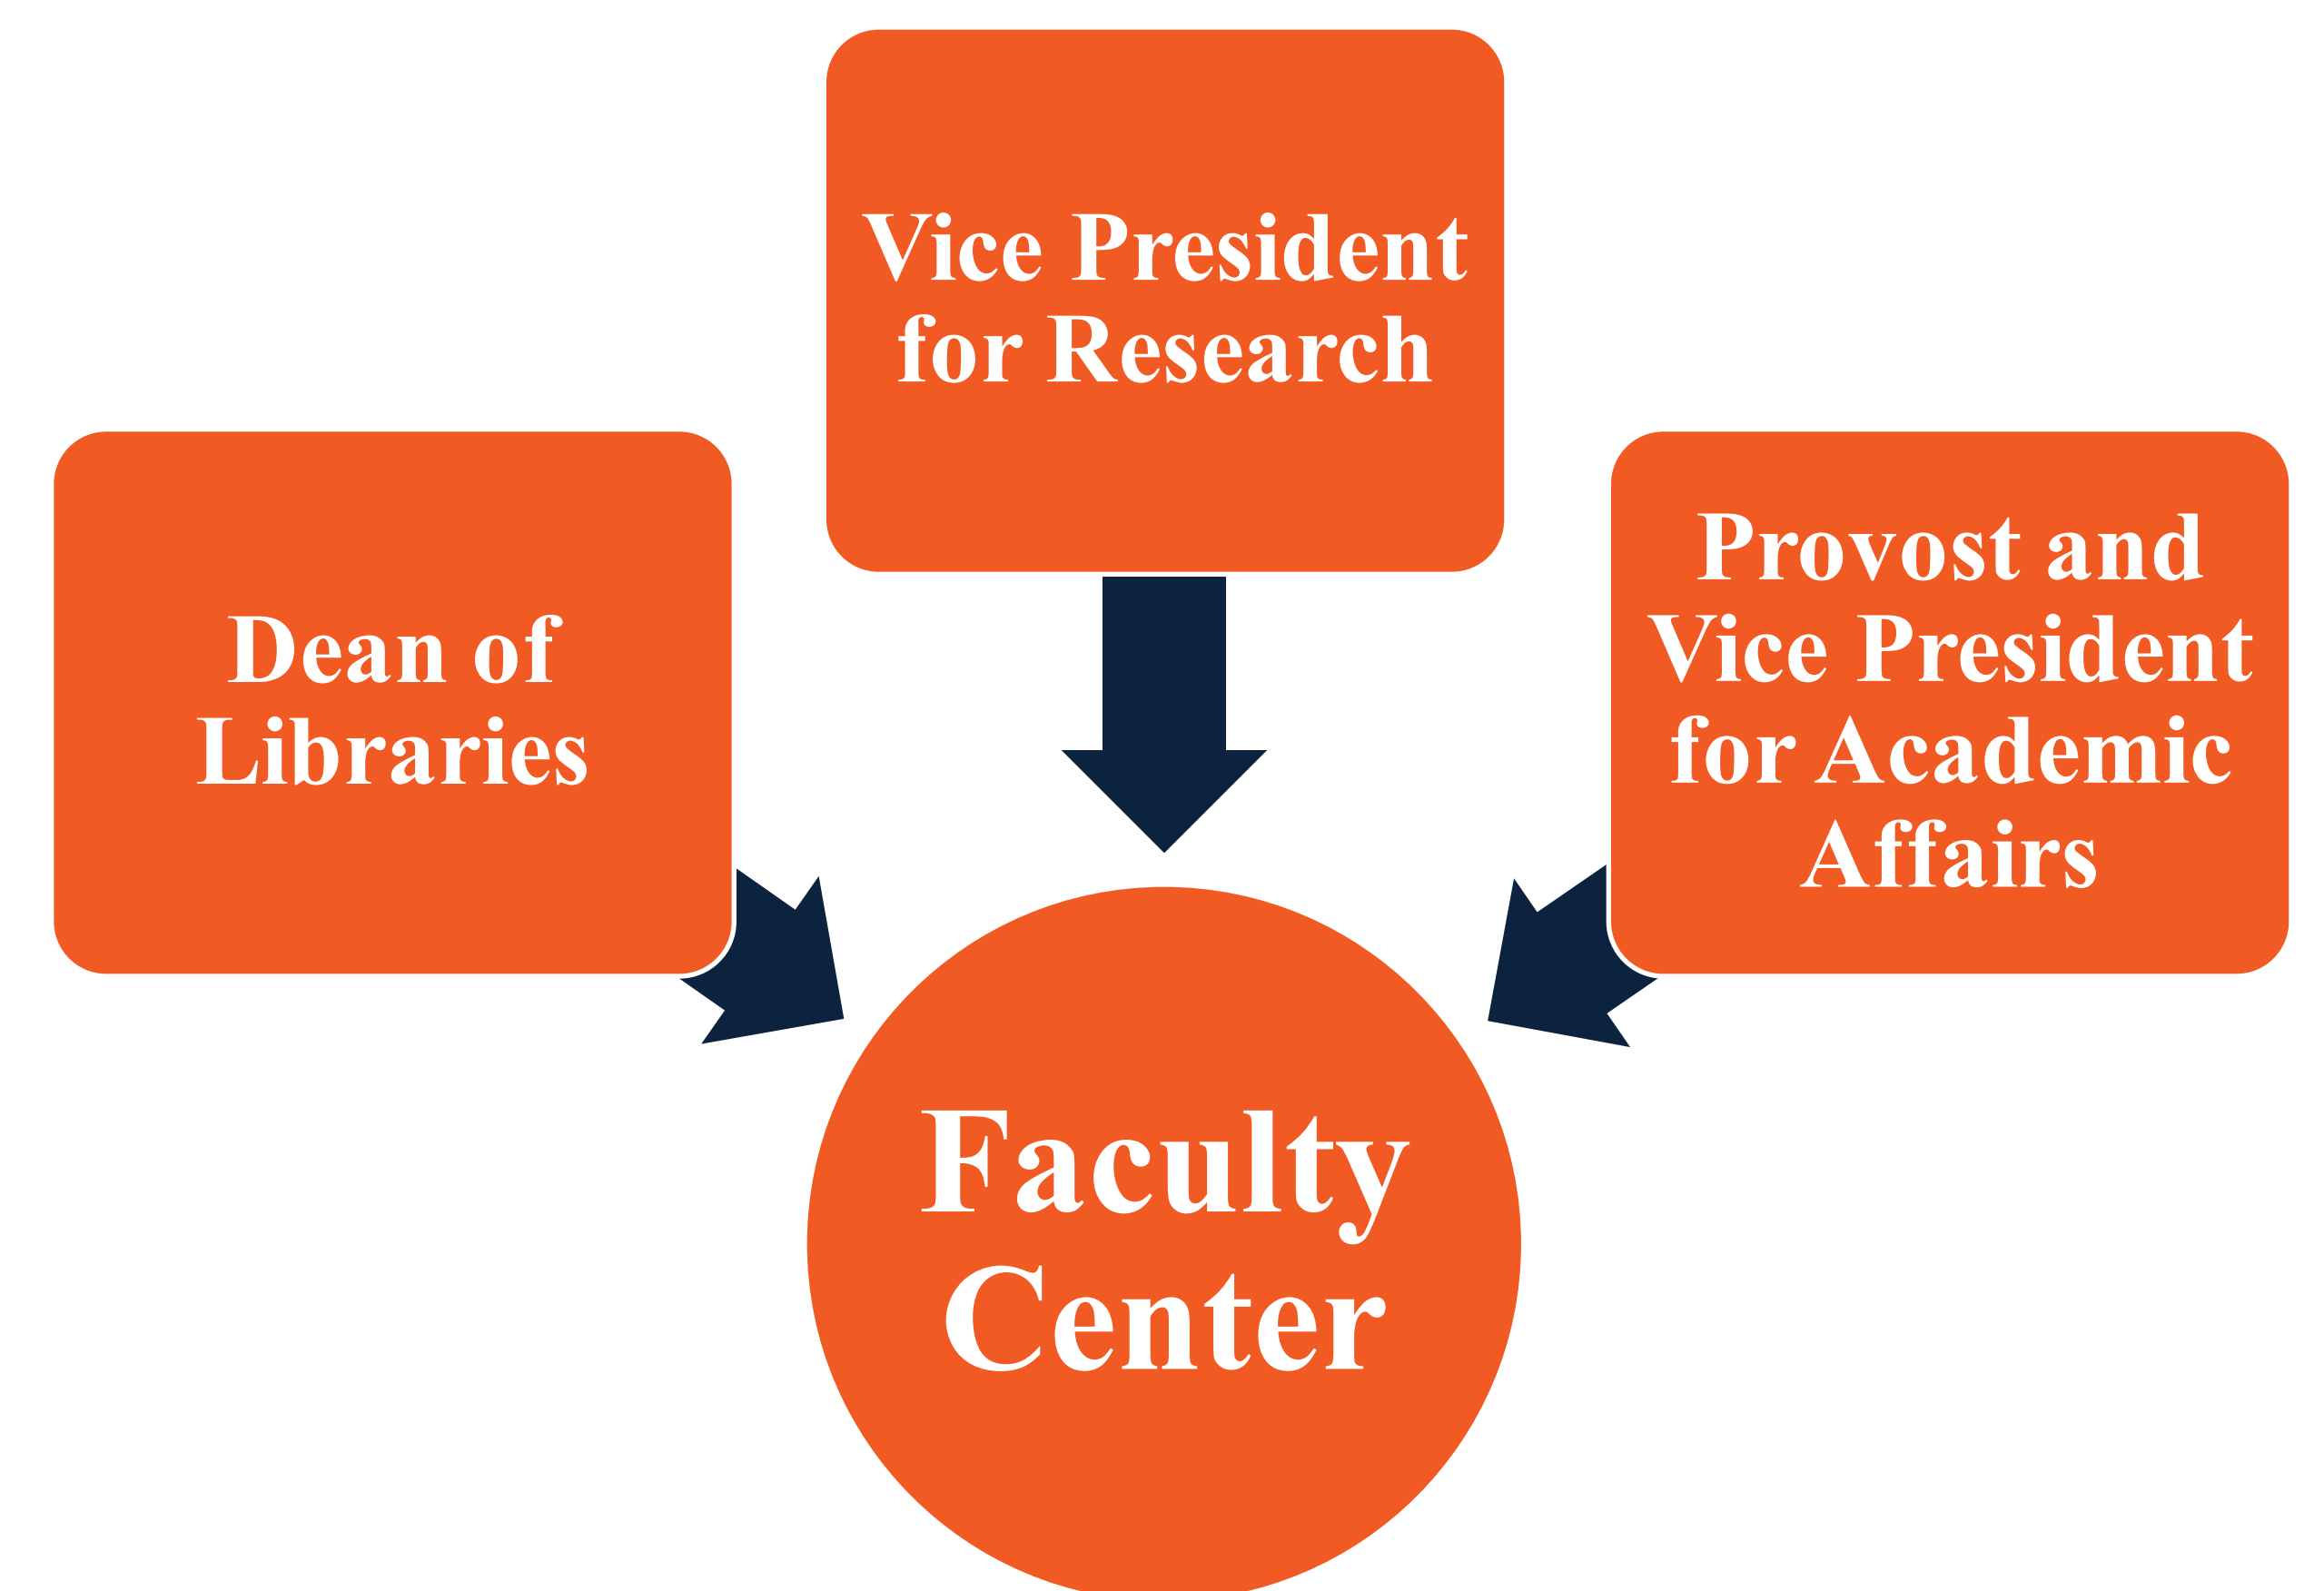 Vice President
for Research
Dean of
Libraries
Provost and
Vice President
for Academic
Affairs
Faculty
Center